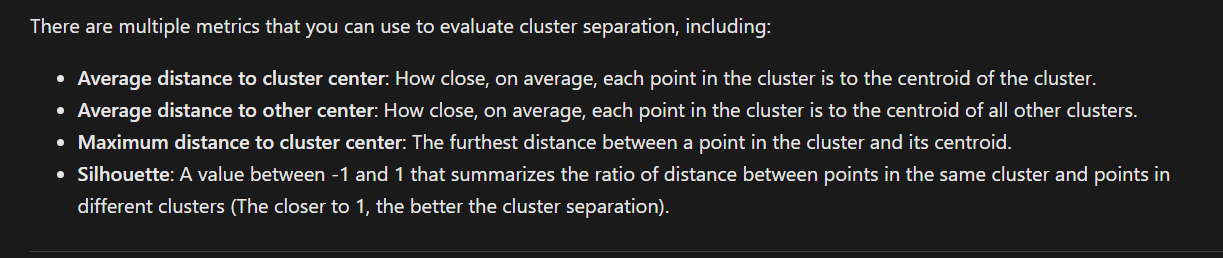 There are multiple metrics that you can use to evaluate cluster separation, including:
• Average distance to cluster center: How close, on average, each point in the cluster is to the centroid of the cluster.
• Average distance to other center: How close, on average, each point in the cluster is to the centroid of all other clusters.
• Maximum distance to cluster center: The furthest distance between a point in the cluster and its centroid.
• Silhouette: A value between -1 and 1 that summarizes the ratio of distance between points in the same cluster and points in
different clusters (The closer to 1, the better the cluster separation).